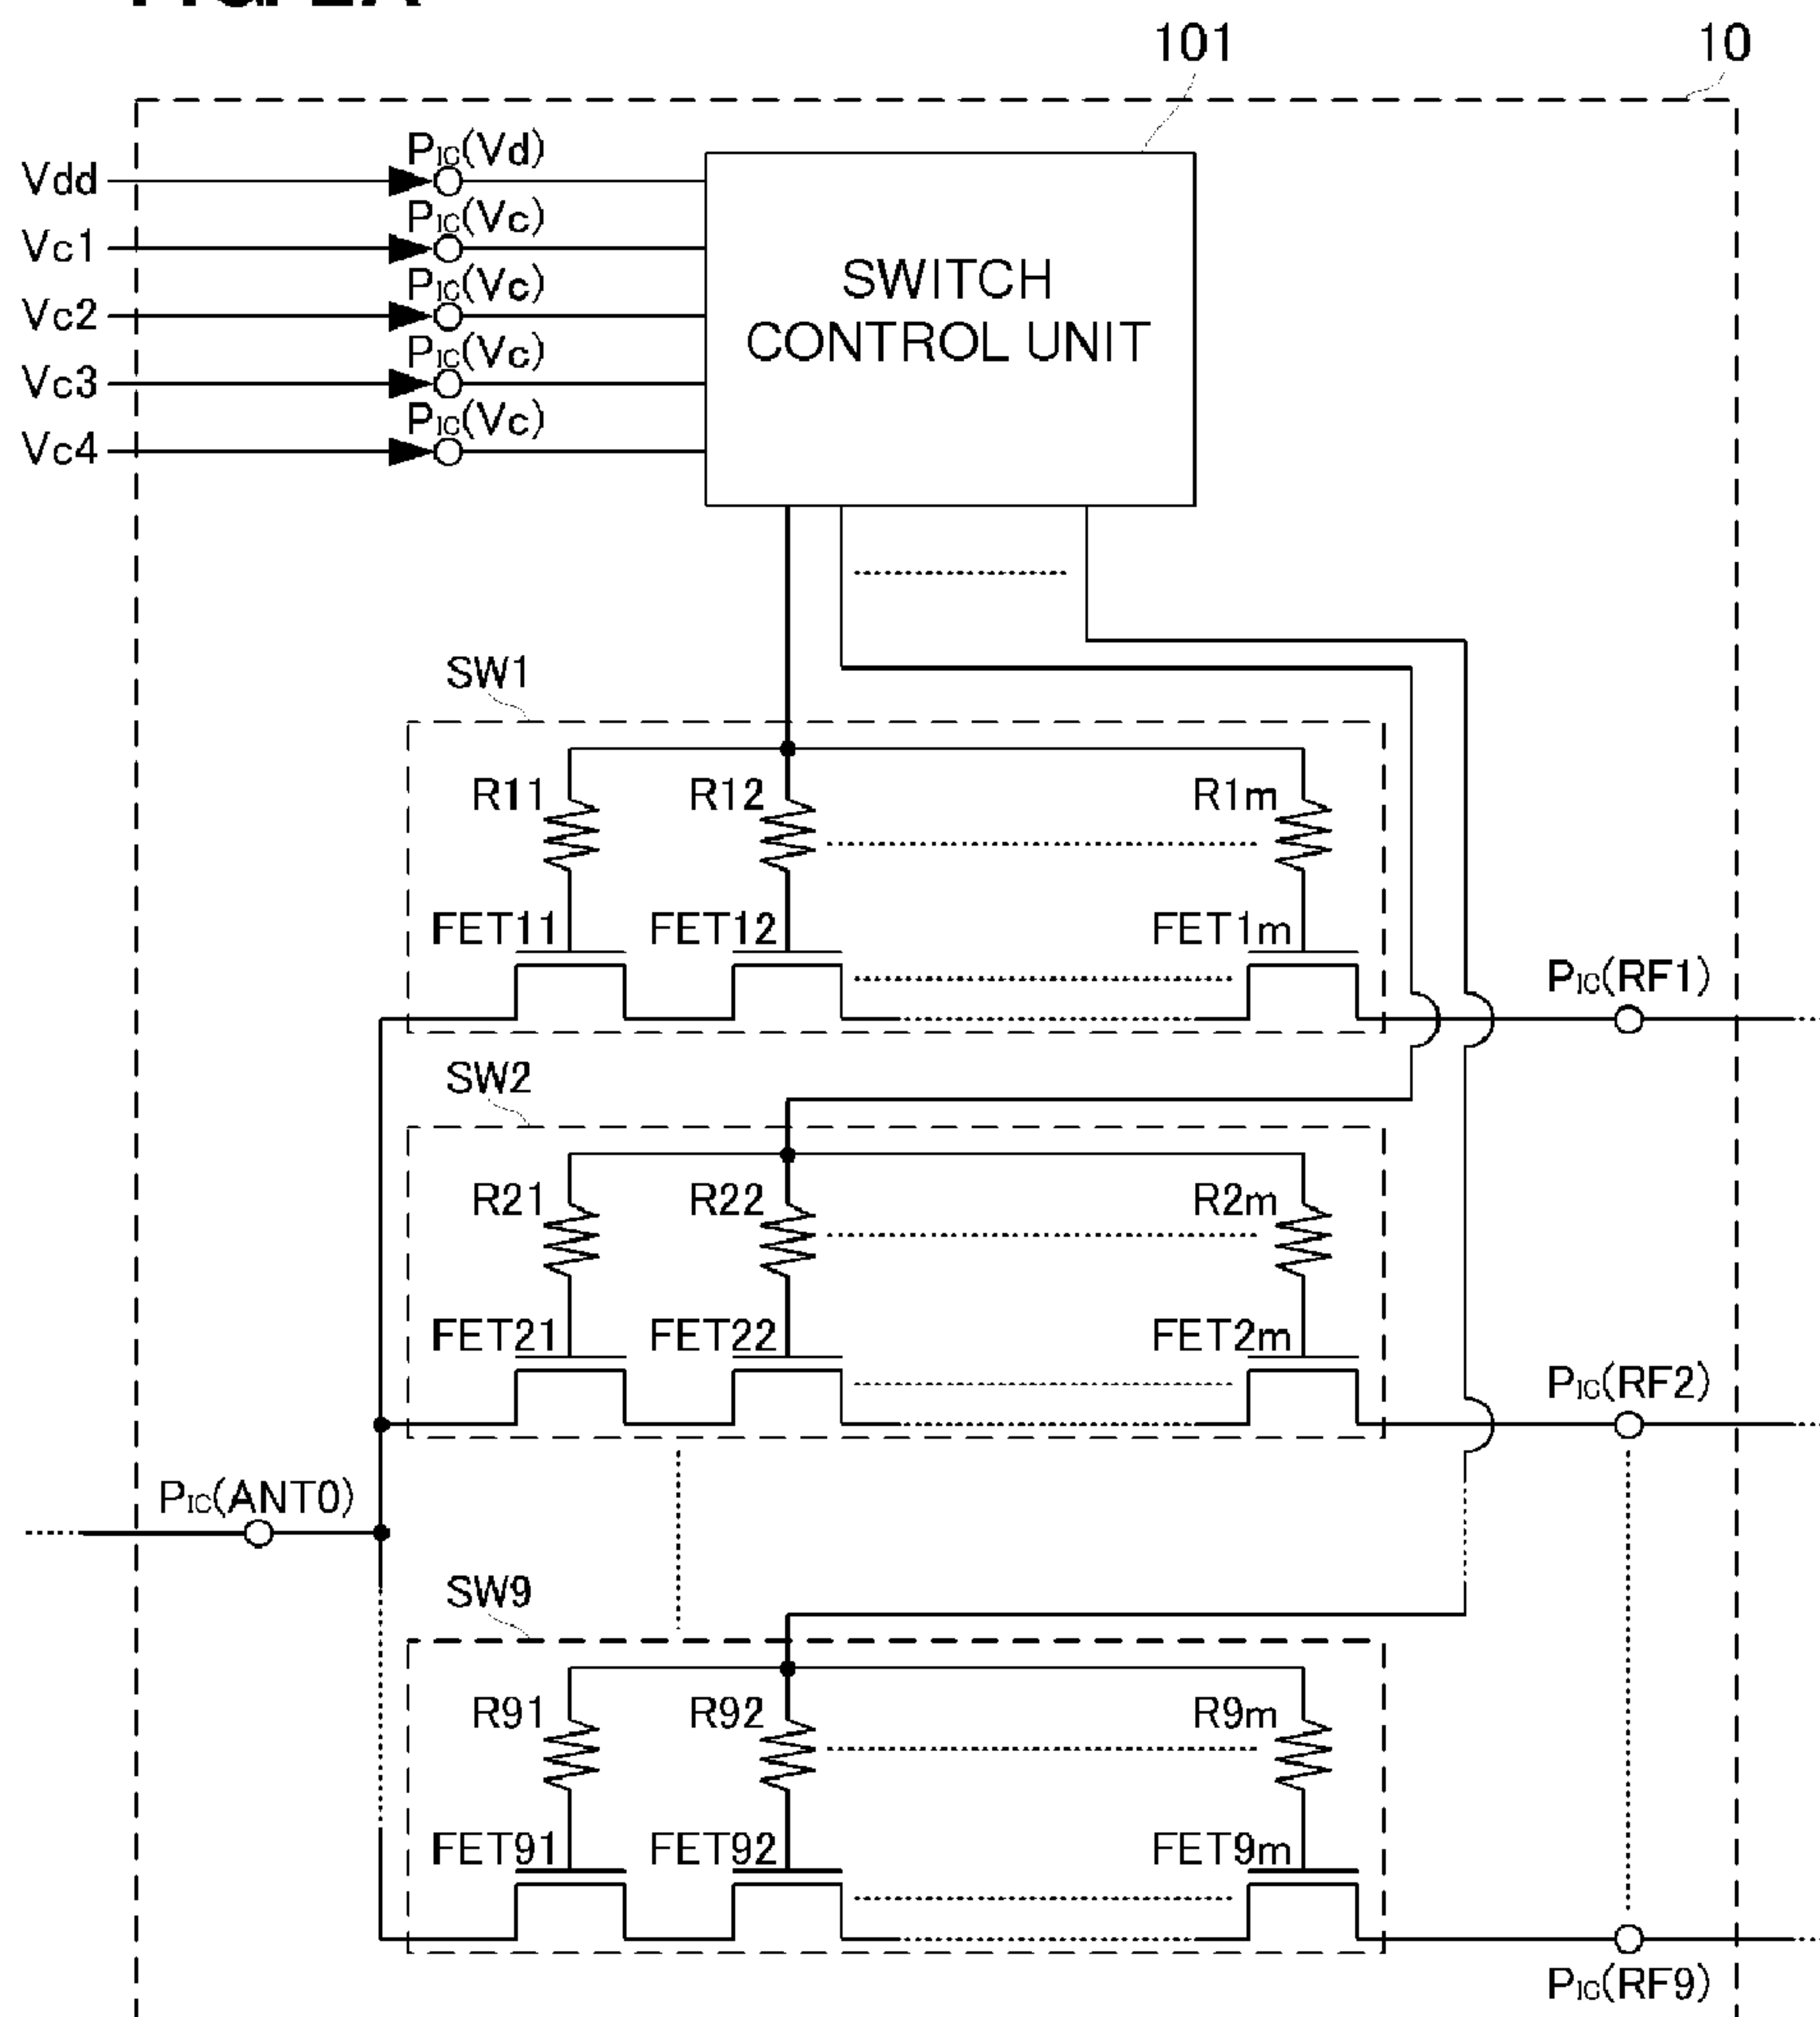 101
10
PIC(Vd)
Vdd
PIC(Vc)
Vc1
PIC(Vc)
Vc2
PIC(Vc)
Vc3
PIC(Vc)
Vc4
SWITCH
CONTROL UNIT
SW1
R11 R12 R1m
FET11 FET12 FET1m
PIC(RF1)
SW2
R21 R22 R2m
FET21 FET22 FET2m
PIC(RF2)
PIC(ANT0)
SW9
R91 R92 R9m
FET91 FET92 FET9m
PIC(RF9)